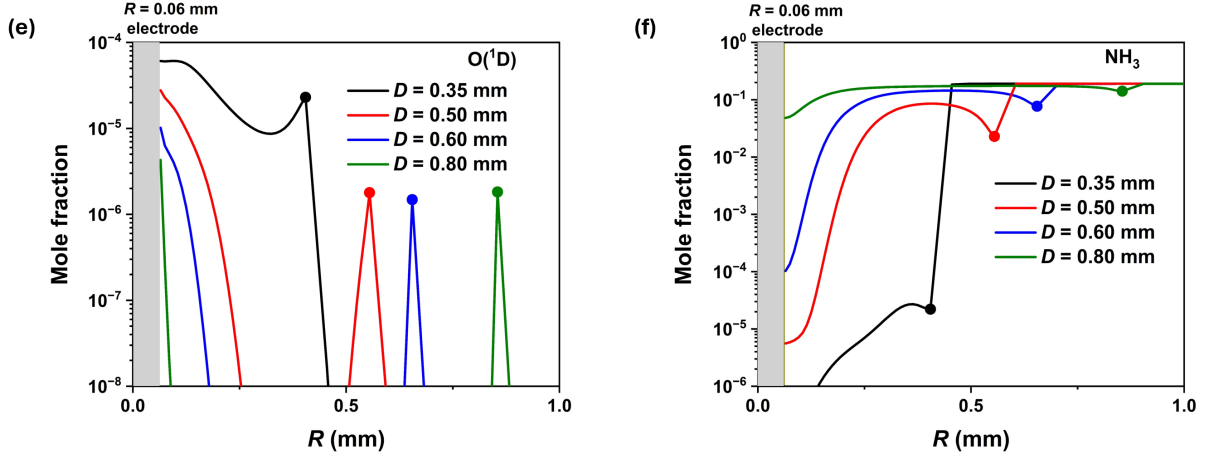 (e)
R = 0.06 mm
electrode
O(¹D)
D = 0.35 mm
D = 0.50 mm
D = 0.60 mm
D = 0.80 mm
Mole fraction
10⁻⁴
10⁻⁵
10⁻⁶
10⁻⁷
10⁻⁸
0.0
0.5
1.0
R (mm)
(f)
R = 0.06 mm
electrode
NH₃
D = 0.35 mm
D = 0.50 mm
D = 0.60 mm
D = 0.80 mm
Mole fraction
10⁰
10⁻¹
10⁻²
10⁻³
10⁻⁴
10⁻⁵
10⁻⁶
0.0
0.5
1.0
R (mm)